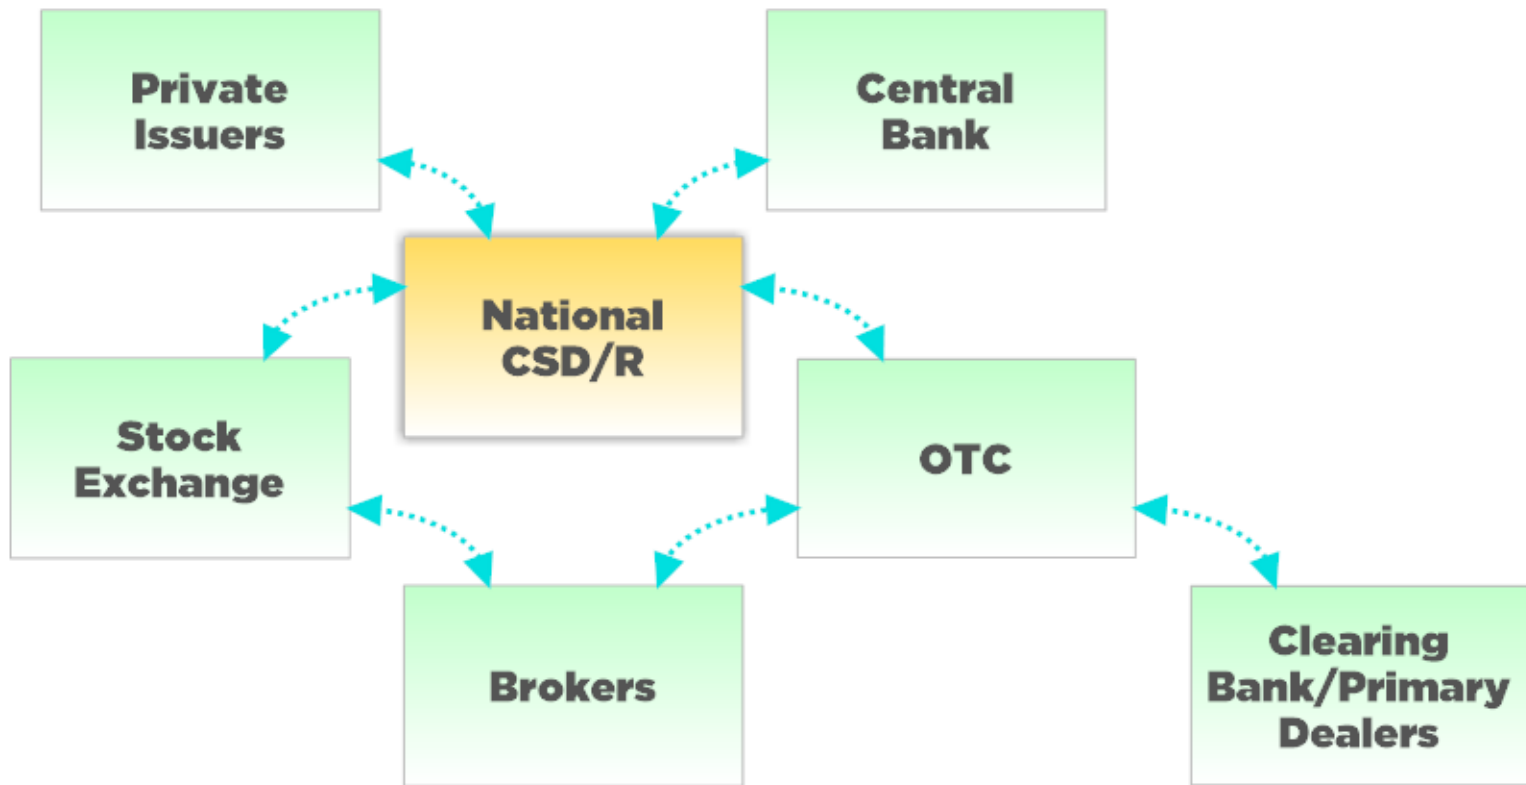 Private
Issuers
Central
Bank
National
CSD/R
Stock
Exchange
OTC
Brokers
Clearing
Bank/Primary
Dealers